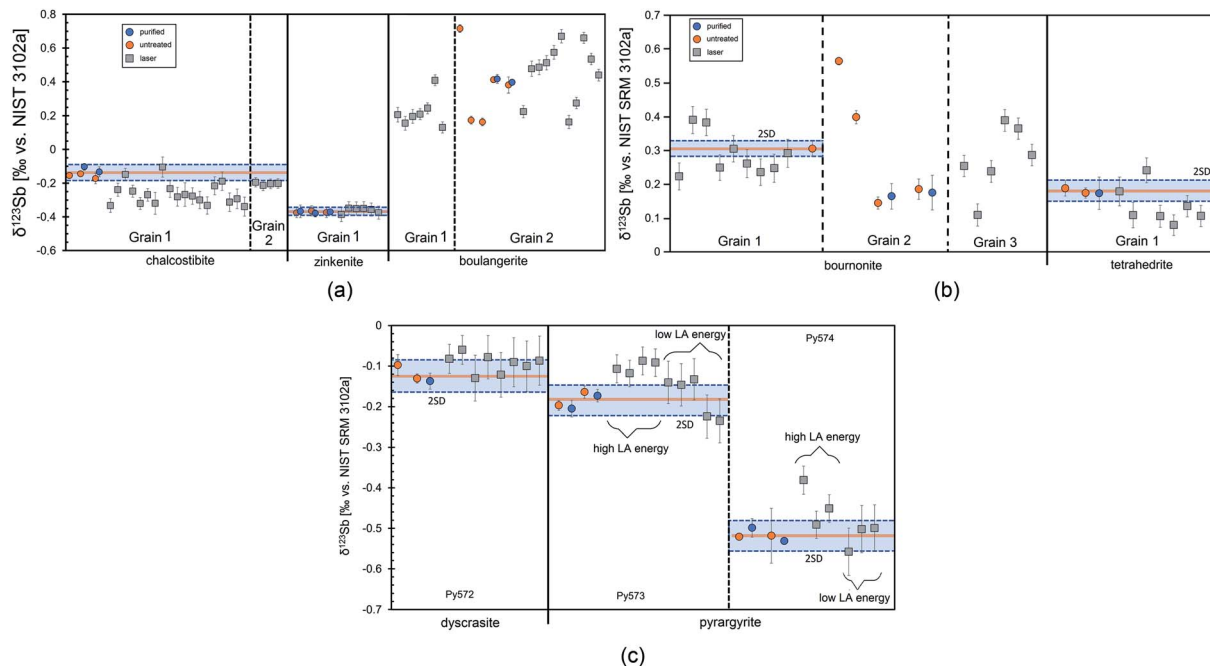 δ¹²³Sb [‰ vs. NIST 3102a]
0.8
0.6
0.4
0.2
0
-0.2
-0.4
-0.6
purified
untreated
laser
Grain 1
Grain
2
Grain 1
Grain 1
Grain 2
chalcostibite
zinkenite
boulangerite
(a)
δ¹²³Sb [‰ vs. NIST SRM 3102a]
0.7
0.6
0.5
0.4
0.3
0.2
0.1
0
purified
untreated
laser
2SD
2SD
Grain 1
Grain 2
Grain 3
Grain 1
bournonite
tetrahedrite
(b)
δ¹²³Sb [‰ vs. NIST SRM 3102a]
0
-0.1
-0.2
-0.3
-0.4
-0.5
-0.6
-0.7
low LA energy
Py574
2SD
2SD
high LA energy
high LA energy
2SD
low LA energy
Py572
Py573
dyscrasite
pyrargyrite
(c)